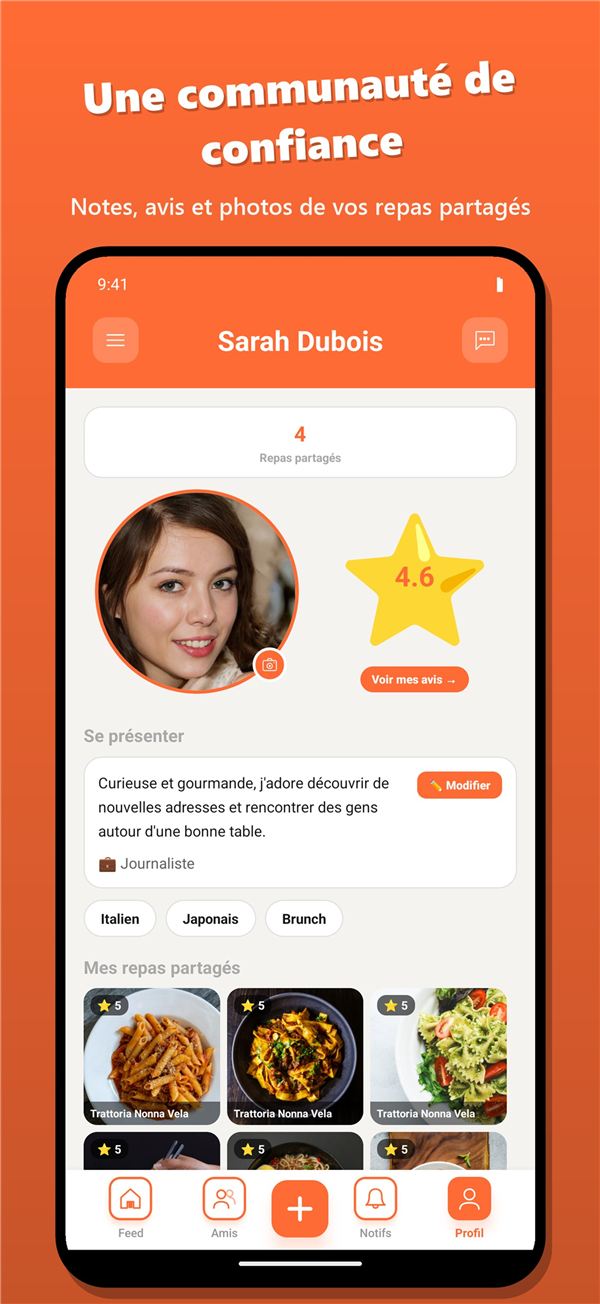 Une communauté de
confiance
Notes, avis et photos de vos repas partagés
9:41
Sarah Dubois
4
Repas partagés
4.6
Voir mes avis →
Se présenter
Curieuse et gourmande, j'adore découvrir de
nouvelles adresses et rencontrer des gens
autour d'une bonne table.
✏️ Modifier
💼 Journaliste
Italien
Japonais
Brunch
Mes repas partagés
⭐ 5
⭐ 5
⭐ 5
Trattoria Nonna Vela
Trattoria Nonna Vela
Trattoria Nonna Vela
⭐ 5
⭐ 5
⭐ 5
Feed
Amis
Notifs
Profil